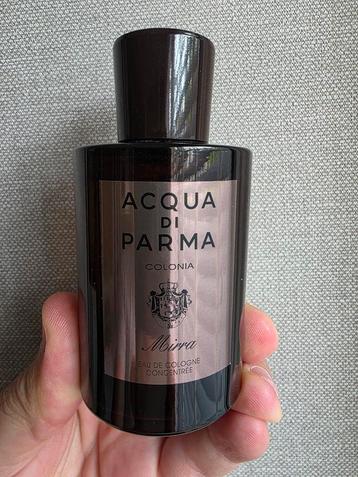 ACQUA
DI
PARMA
COLONIA
Mirra
EAU DE COLOGNE
CONCENTRÉE